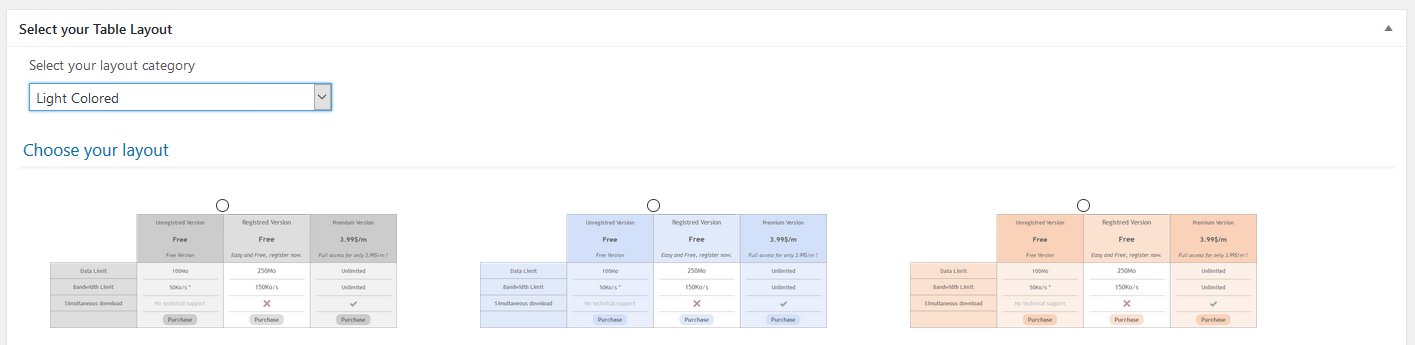 Select your Table Layout
Select your layout category
Light Colored
Choose your layout
Unregistred Version Registred Version Premium Version
Free Free 3.99$/m
Free Version Easy and Free, register now. Full access for only 3.99$/m !
Data Limit 100Mo 250Mo Unlimited
Bandwidth Limit 50Ko/s * 150Ko/s Unlimited
Simultaneous download No technical support
Purchase Purchase Purchase
Unregistred Version Registred Version Premium Version
Free Free 3.99$/m
Free Version Easy and Free, register now. Full access for only 3.99$/m !
Data Limit 100Mo 250Mo Unlimited
Bandwidth Limit 50Ko/s * 150Ko/s Unlimited
Simultaneous download No technical support
Purchase Purchase Purchase
Unregistred Version Registred Version Premium Version
Free Free 3.99$/m
Free Version Easy and Free, register now. Full access for only 3.99$/m !
Data Limit 100Mo 250Mo Unlimited
Bandwidth Limit 50Ko/s * 150Ko/s Unlimited
Simultaneous download No technical support
Purchase Purchase Purchase